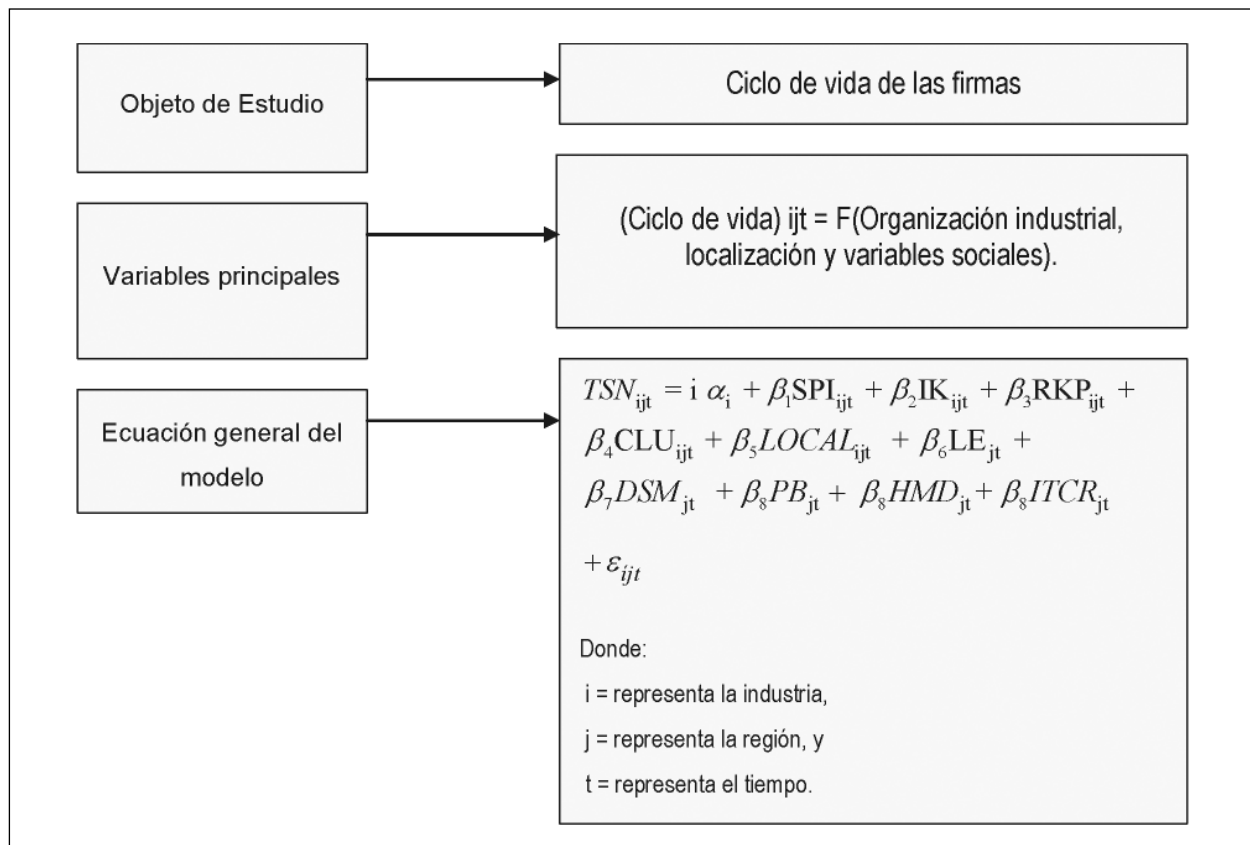 Objeto de Estudio
Ciclo de vida de las firmas
Variables principales
(Ciclo de vida) ijt = F(Organización industrial,
localización y variables sociales).
Ecuación general del
modelo
TSN_ijt = i α_i + β_1SPI_ijt + β_2IK_ijt + β_3RKP_ijt +
β_4CLU_ijt + β_5LOCAL_ijt + β_6LE_jt +
β_7DSM_jt + β_8PB_jt + β_8HMD_jt + β_8ITCR_jt
+ ε_ijt
Donde:
i = representa la industria,
j = representa la región, y
t = representa el tiempo.